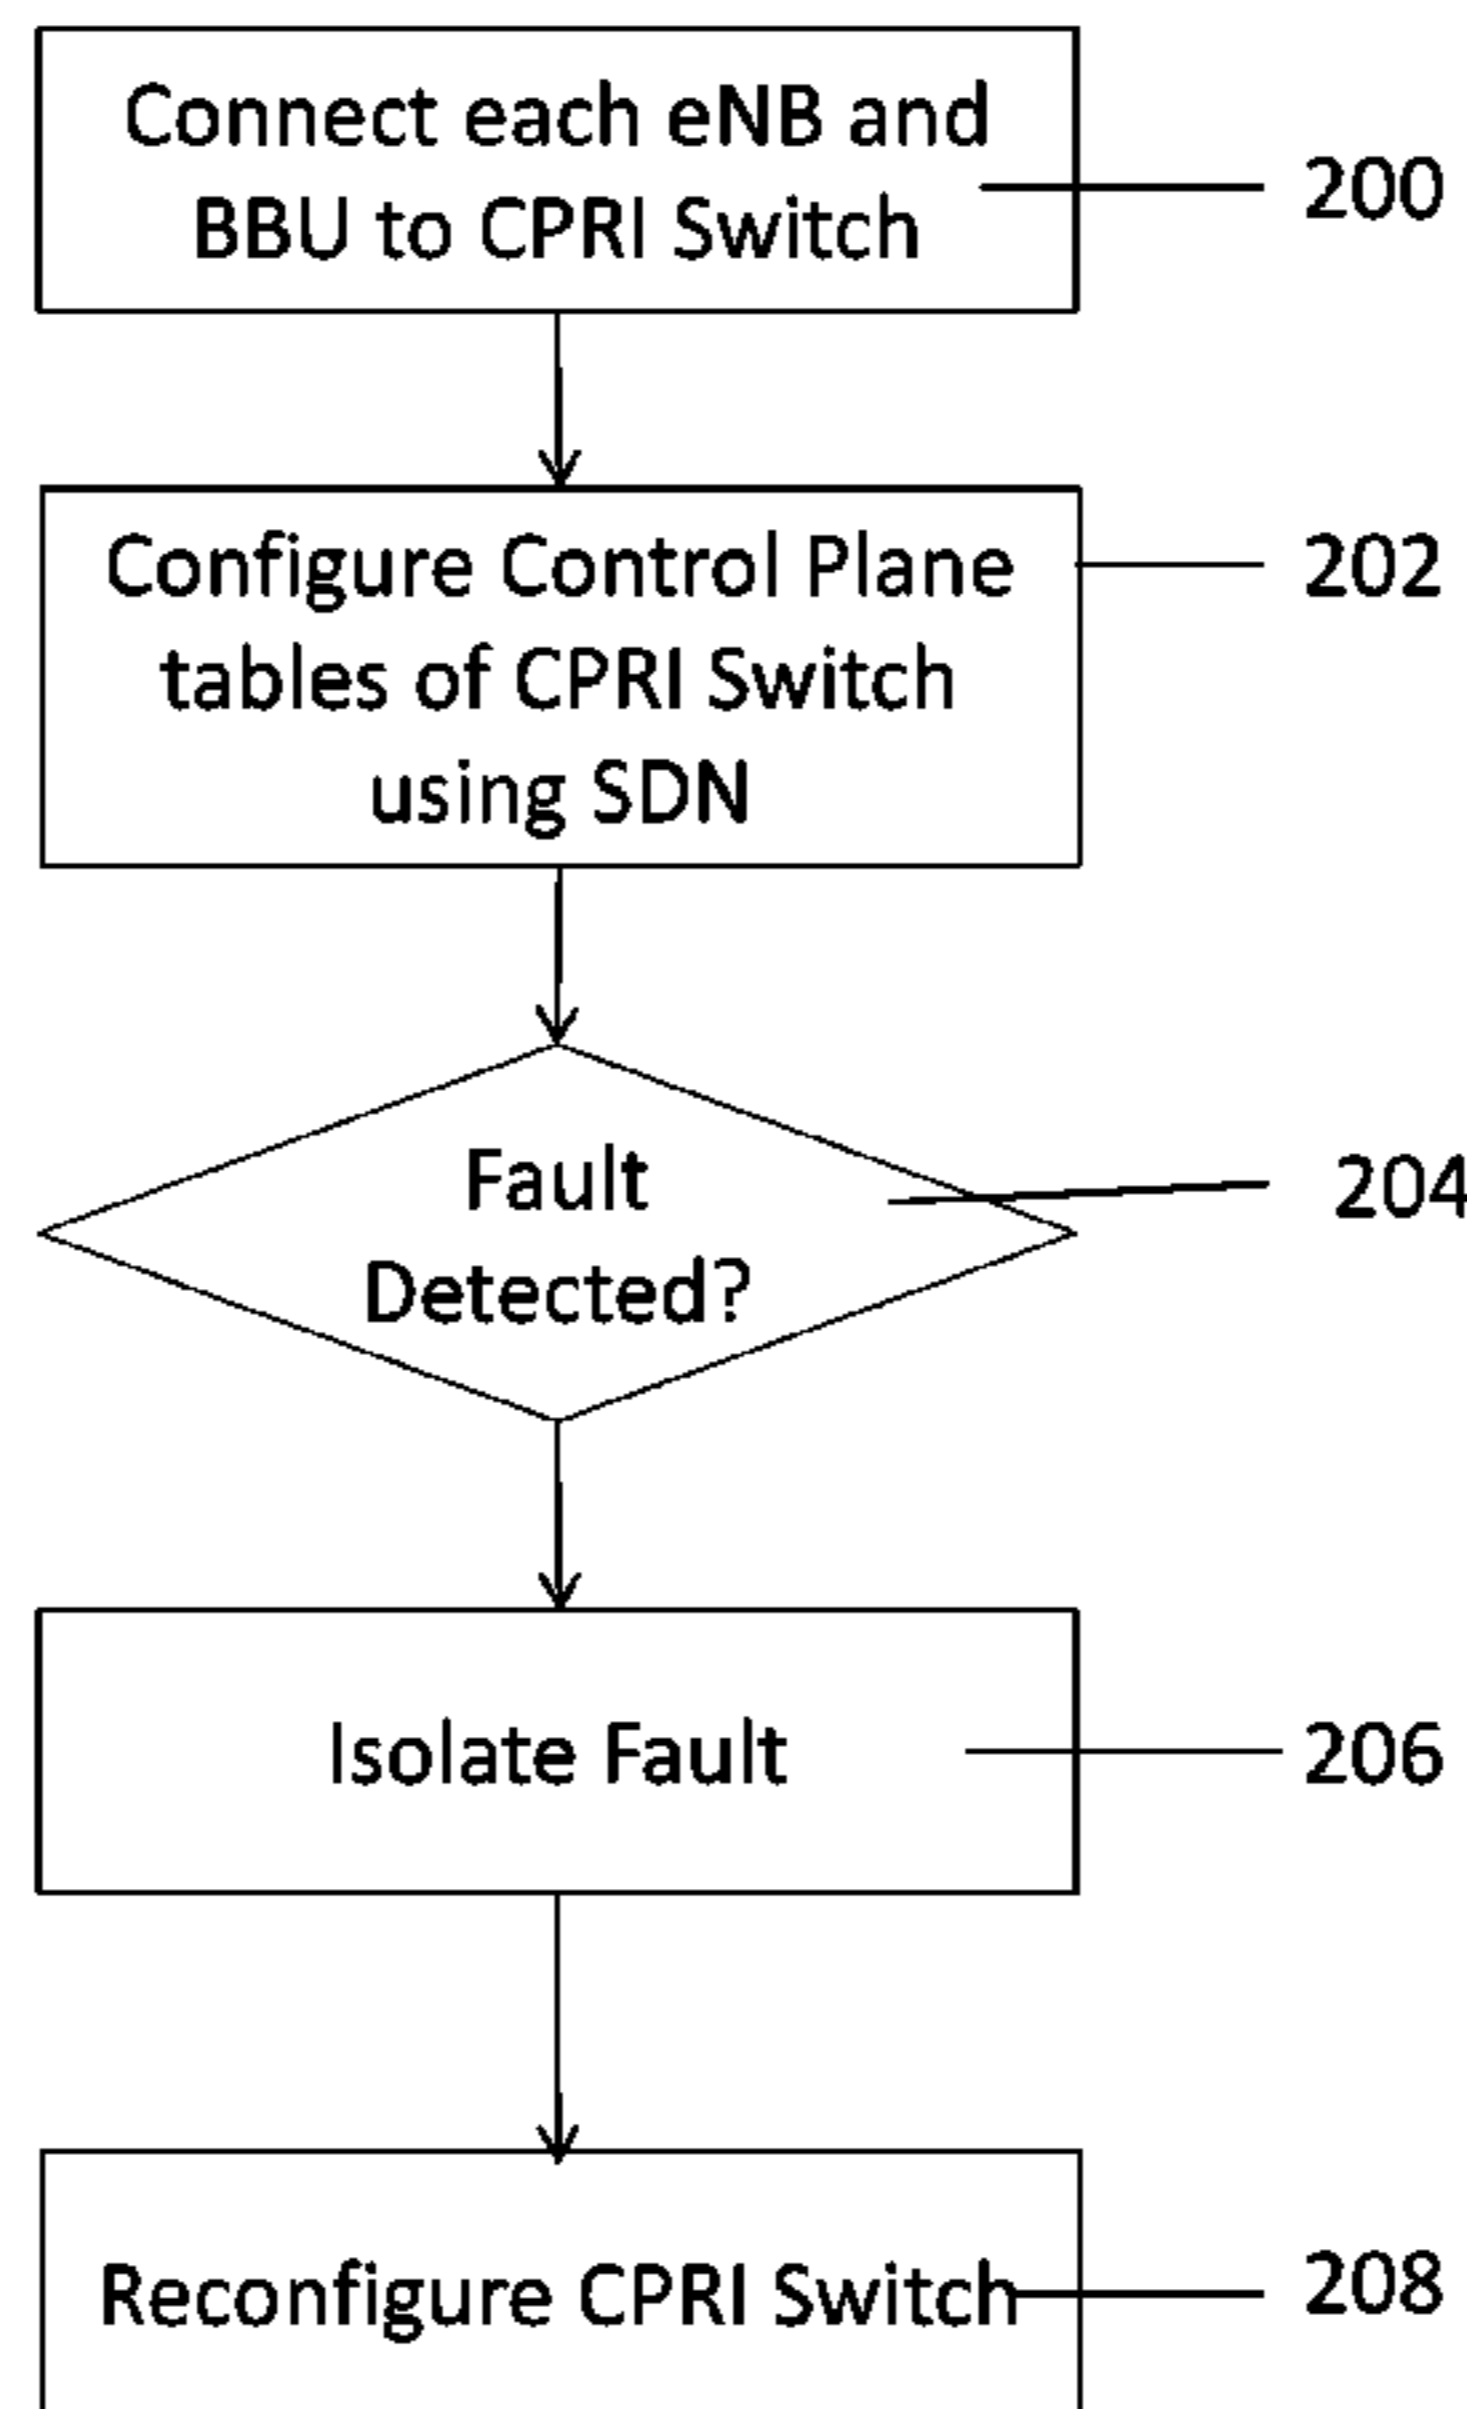 Connect each eNB and
BBU to CPRI Switch
200
Configure Control Plane
tables of CPRI Switch
using SDN
202
Fault
Detected?
204
Isolate Fault
206
Reconfigure CPRI Switch
208